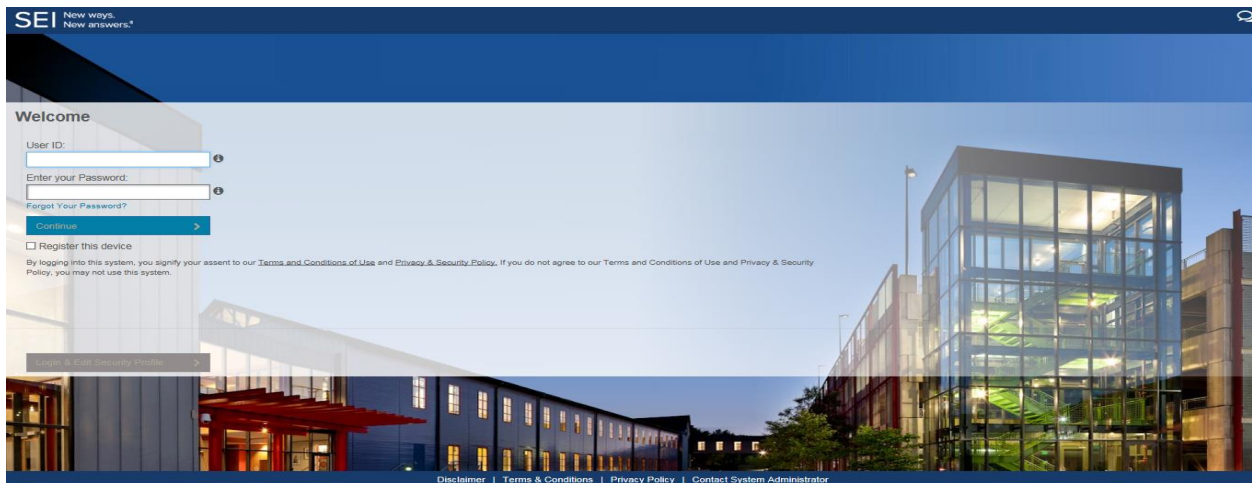 SEI New ways.
New answers.®
Welcome
User ID:
Enter your Password:
Forgot Your Password?
Continue
Register this device
By logging into this system, you signify your assent to our Terms and Conditions of Use and Privacy & Security Policy. If you do not agree to our Terms and Conditions of Use and Privacy & Security
Policy, you may not use this system.
Login & Edit Security Profile
Disclaimer | Terms & Conditions | Privacy Policy | Contact System Administrator